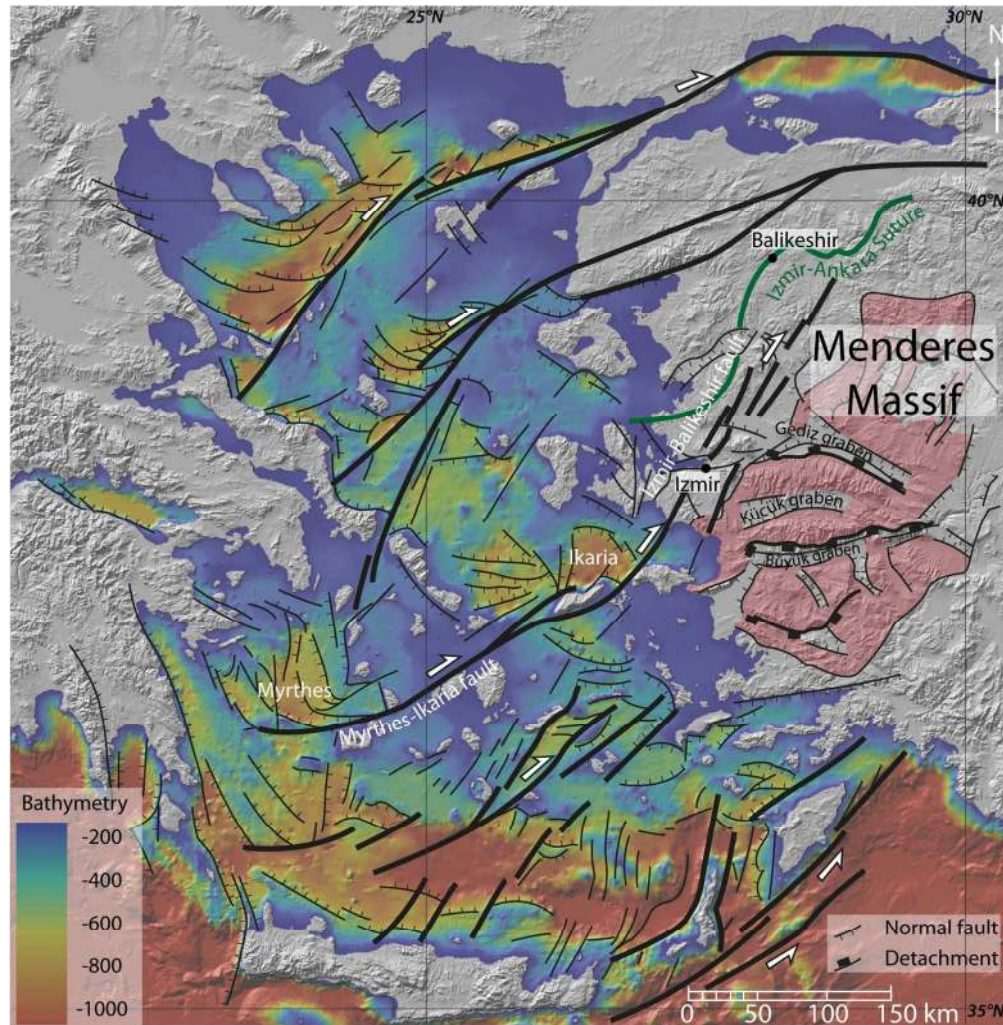 25°N
30°N
N
40°N
Balikeshir
Izmir-Ankara Suture
Menderes
Massif
Izmir-Balikeshir fault
Gediz graben
Izmir
Kücük graben
Büyük graben
Ikaria
Myrthes
Myrthes-Ikaria fault
Bathymetry
-200
-400
-600
-800
-1000
Normal fault
Detachment
0
50
100
150 km
35°N